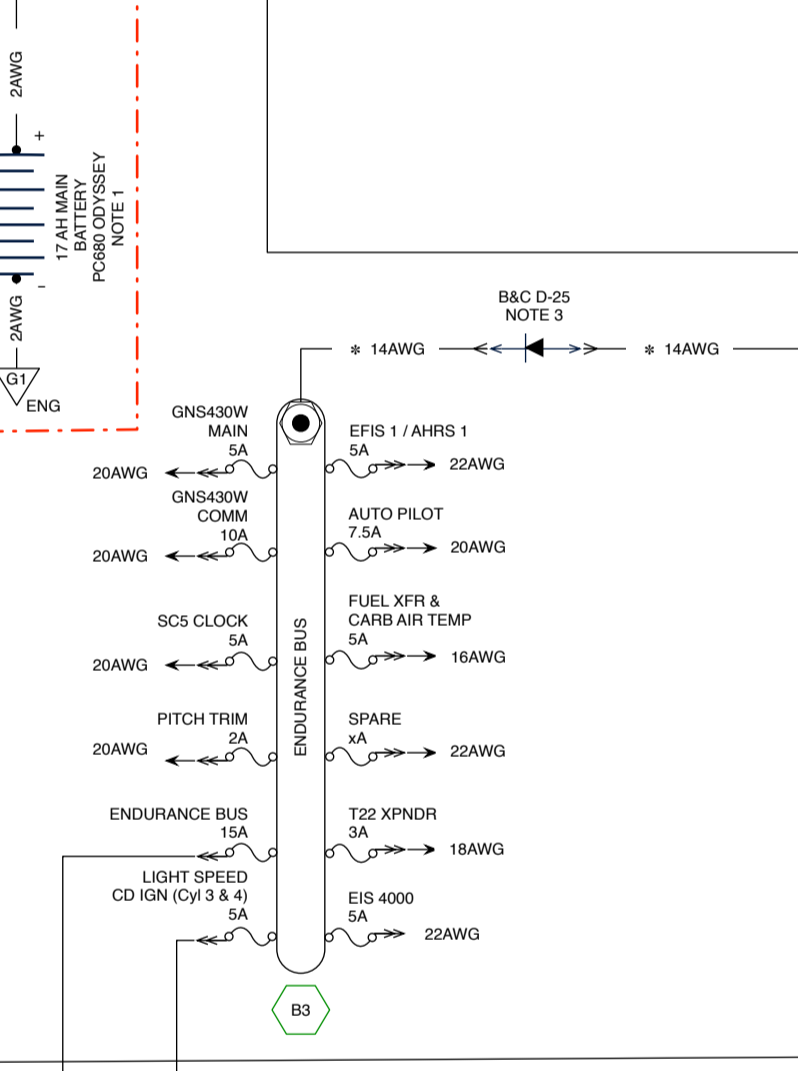 2AWG
+
17 AH MAIN
BATTERY
PC680 ODYSSEY
NOTE 1
–
2AWG
G1
ENG
B&C D-25
NOTE 3
* 14AWG
* 14AWG
GNS430W
MAIN
5A
20AWG
GNS430W
COMM
10A
20AWG
SC5 CLOCK
5A
20AWG
PITCH TRIM
2A
20AWG
ENDURANCE BUS
15A
LIGHT SPEED
CD IGN (Cyl 3 & 4)
5A
ENDURANCE BUS
EFIS 1 / AHRS 1
5A
22AWG
AUTO PILOT
7.5A
20AWG
FUEL XFR &
CARB AIR TEMP
5A
16AWG
SPARE
xA
22AWG
T22 XPNDR
3A
18AWG
EIS 4000
5A
22AWG
B3